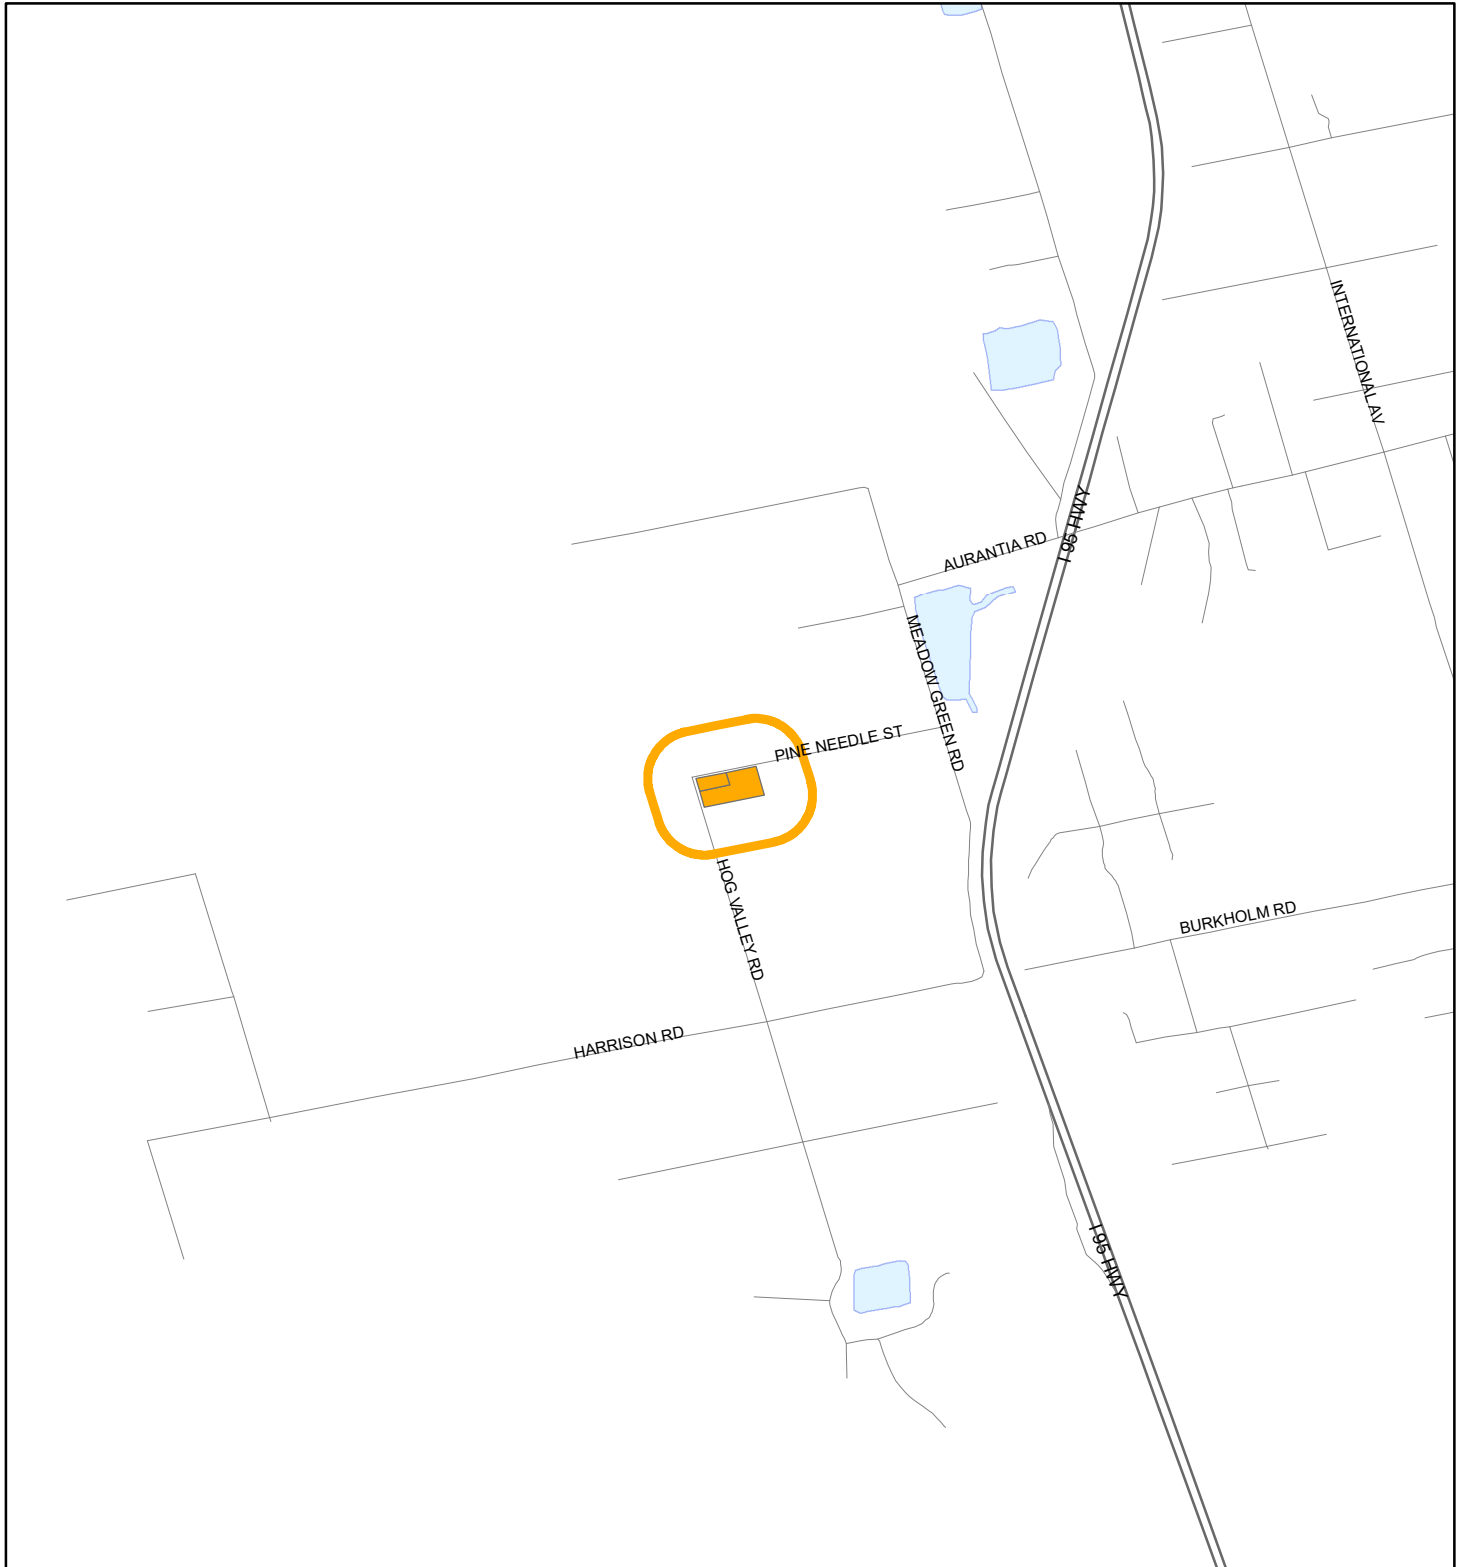 INTERNATIONAL AV
I 95 HWY
AURANTIA RD
MEADOW GREEN RD
PINE NEEDLE ST
HOG VALLEY RD
BURKHOLM RD
HARRISON RD
I 95 HWY